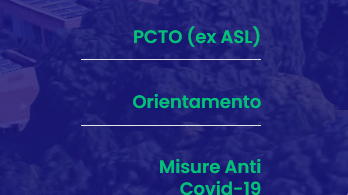 PCTO (ex ASL)
Orientamento
Misure Anti
Covid-19